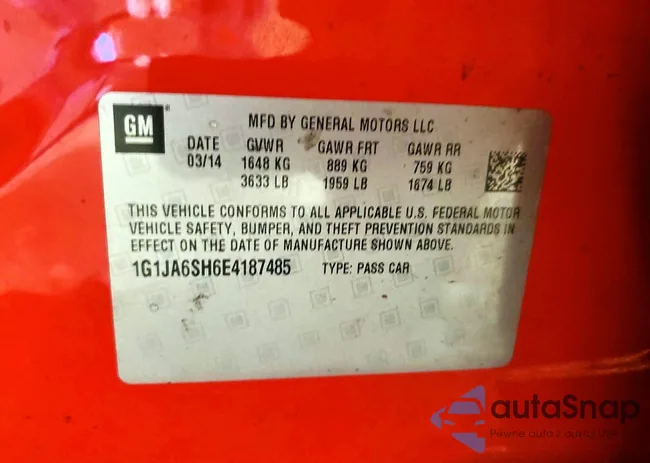 GM
MFD BY GENERAL MOTORS LLC
DATE GVWR GAWR FRT GAWR RR
03/14 1648 KG 889 KG 759 KG
3633 LB 1959 LB 1674 LB
THIS VEHICLE CONFORMS TO ALL APPLICABLE U.S. FEDERAL MOTOR
VEHICLE SAFETY, BUMPER, AND THEFT PREVENTION STANDARDS IN
EFFECT ON THE DATE OF MANUFACTURE SHOWN ABOVE.
1G1JA6SH6E4187485 TYPE: PASS CAR
autaSnap
Pewne auta z